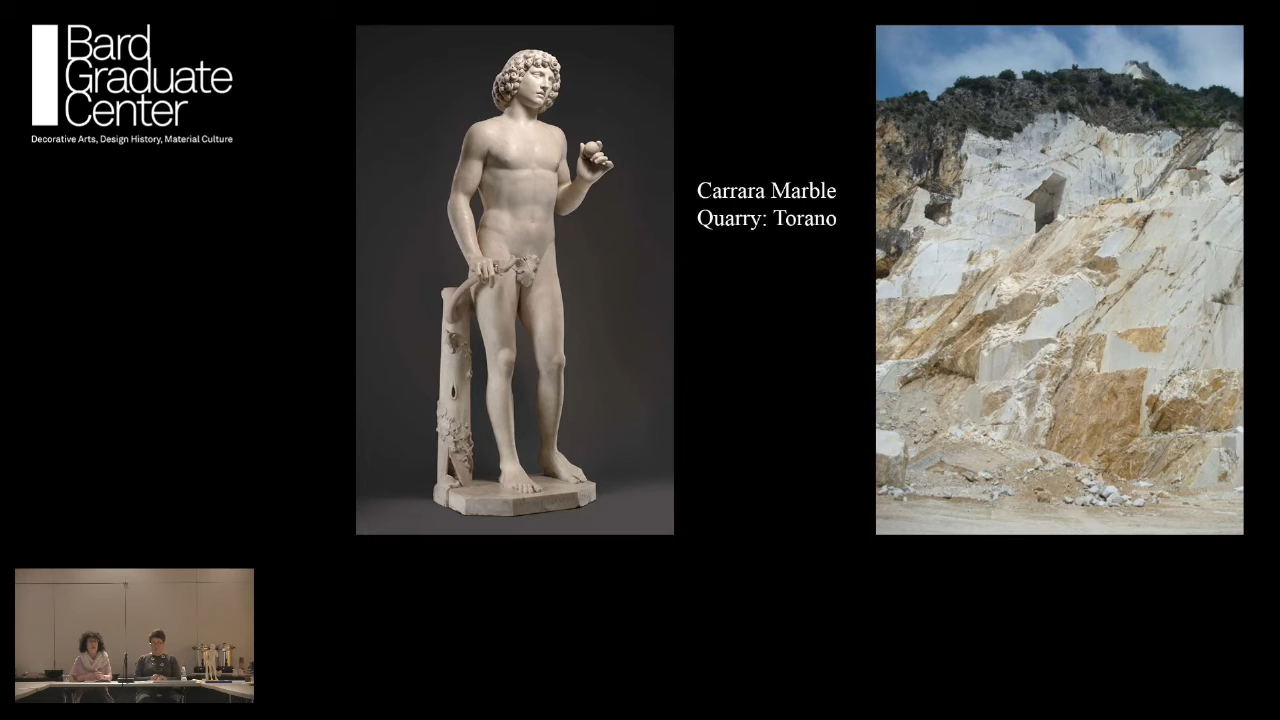 Bard
Graduate
Center
Decorative Arts, Design History, Material Culture
Carrara Marble
Quarry: Torano